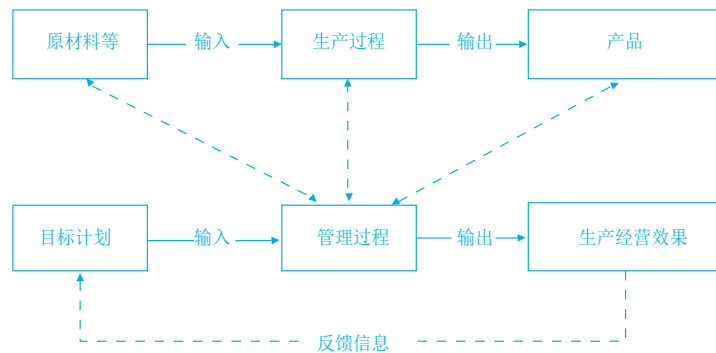 原材料等
输入
生产过程
输出
产品
目标计划
输入
管理过程
输出
生产经营效果
反馈信息